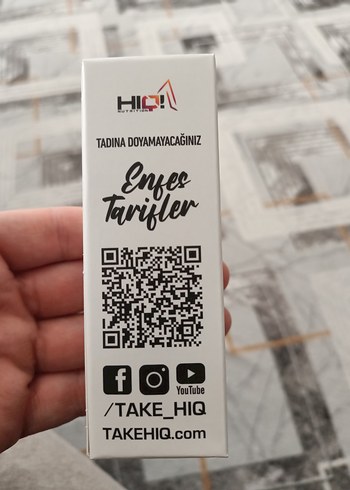 HIQ!
NUTRITION
TADINA DOYAMAYACAĞINIZ
Enfes
Tarifler
YouTube
/TAKE_HIQ
TAKEHIQ.com